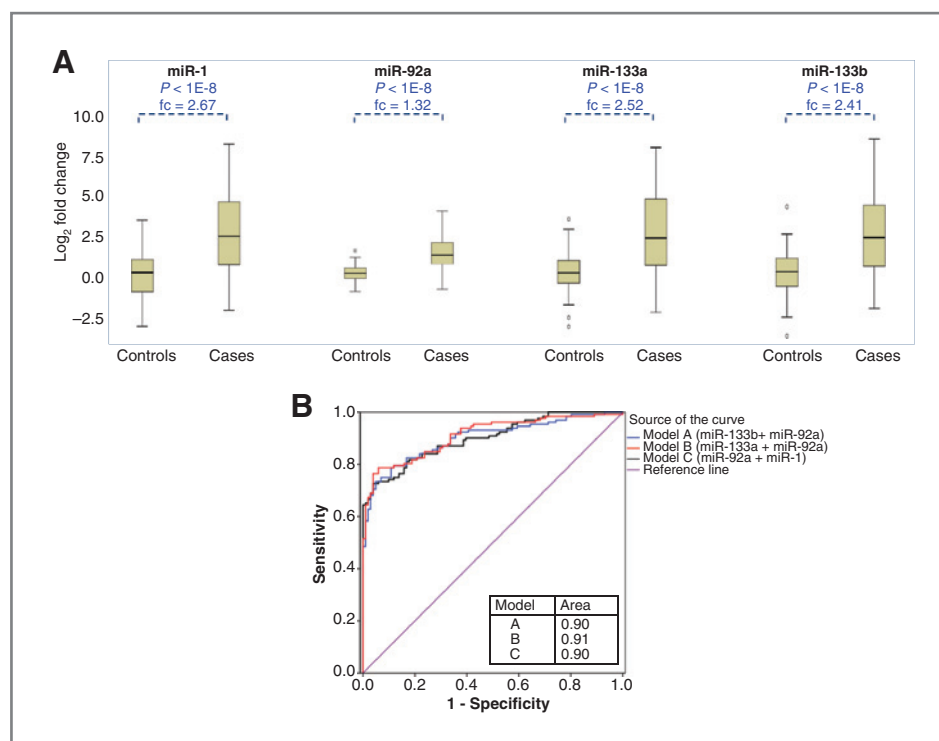 A
miR-1 miR-92a miR-133a miR-133b
P < 1E-8 P < 1E-8 P < 1E-8 P < 1E-8
fc = 2.67 fc = 1.32 fc = 2.52 fc = 2.41
Log2 fold change
10.0
7.5
5.0
2.5
0.0
–2.5
Controls Cases Controls Cases Controls Cases Controls Cases
B
Sensitivity
1.0
0.8
0.6
0.4
0.2
0.0
Source of the curve
Model A (miR-133b+ miR-92a)
Model B (miR-133a + miR-92a)
Model C (miR-92a + miR-1)
Reference line
Model Area
A 0.90
B 0.91
C 0.90
0.0 0.2 0.4 0.6 0.8 1.0
1 - Specificity